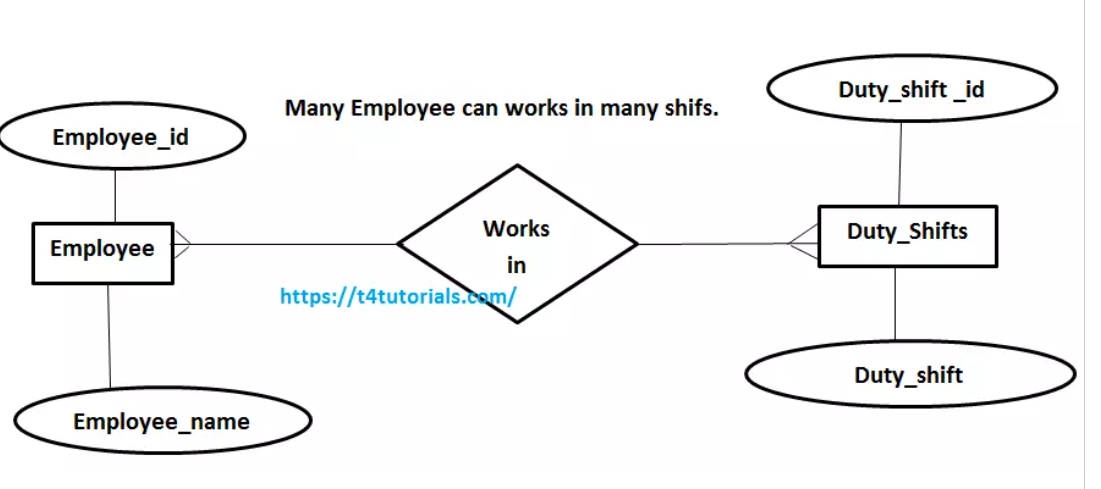 Duty_shift _id
Many Employee can works in many shifs.
Employee_id
Works
in
Employee
Duty_Shifts
https://t4tutorials.com/
Duty_shift
Employee_name